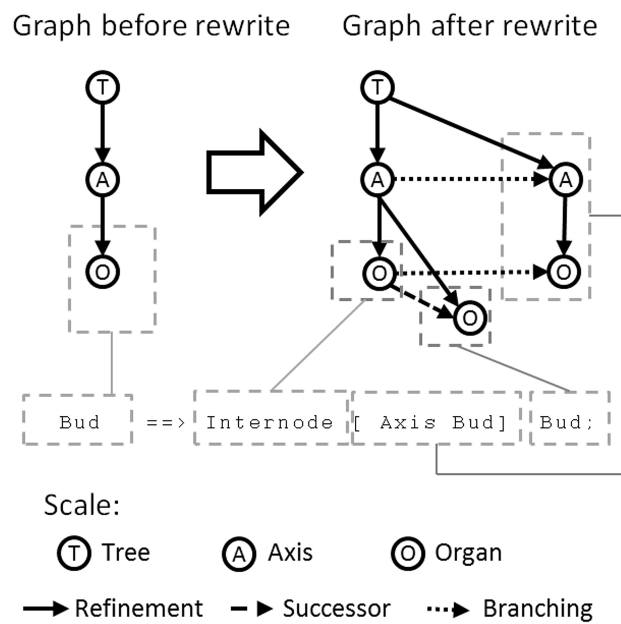 Graph before rewrite
Graph after rewrite
T
T
A
A
A
O
O
O
O
Bud ==> Internode [ Axis Bud] Bud;
Scale:
T Tree A Axis O Organ
Refinement Successor Branching